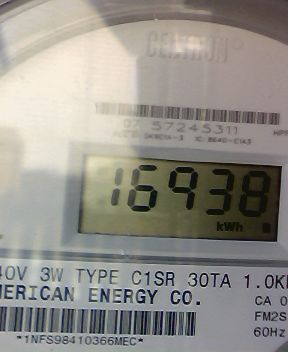 CENTRON®
07 57245311
16938
kWh
40V 3W TYPE C1SR 30TA 1.0K
MERICAN ENERGY CO.
CA 0
FM2S
60Hz
*1NFS98410366MEC*